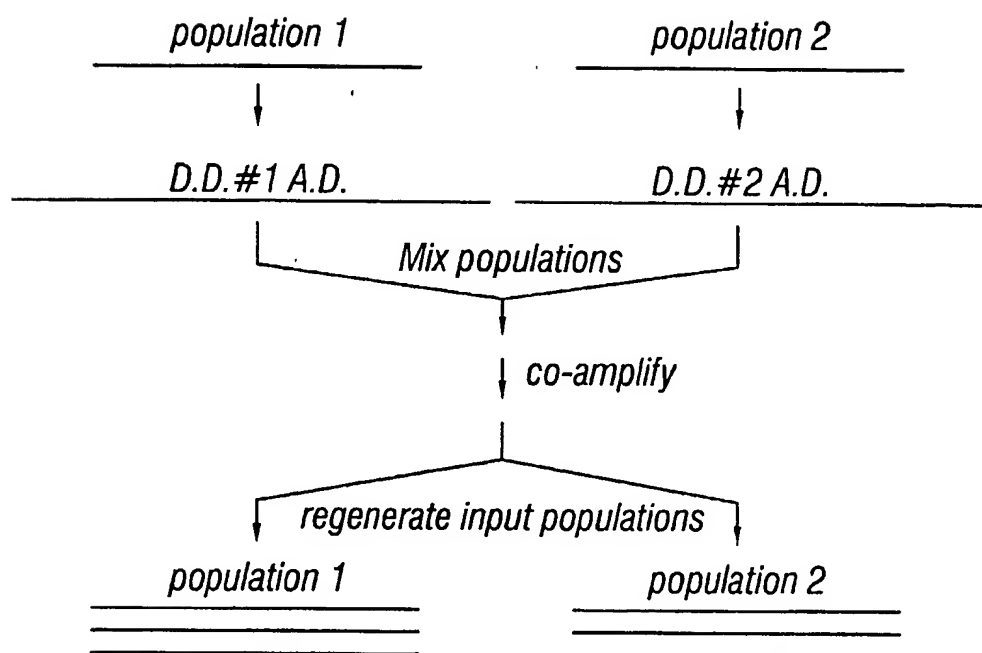 population 1
population 2
D.D.#1 A.D.
D.D.#2 A.D.
Mix populations
co-amplify
regenerate input populations
population 1
population 2